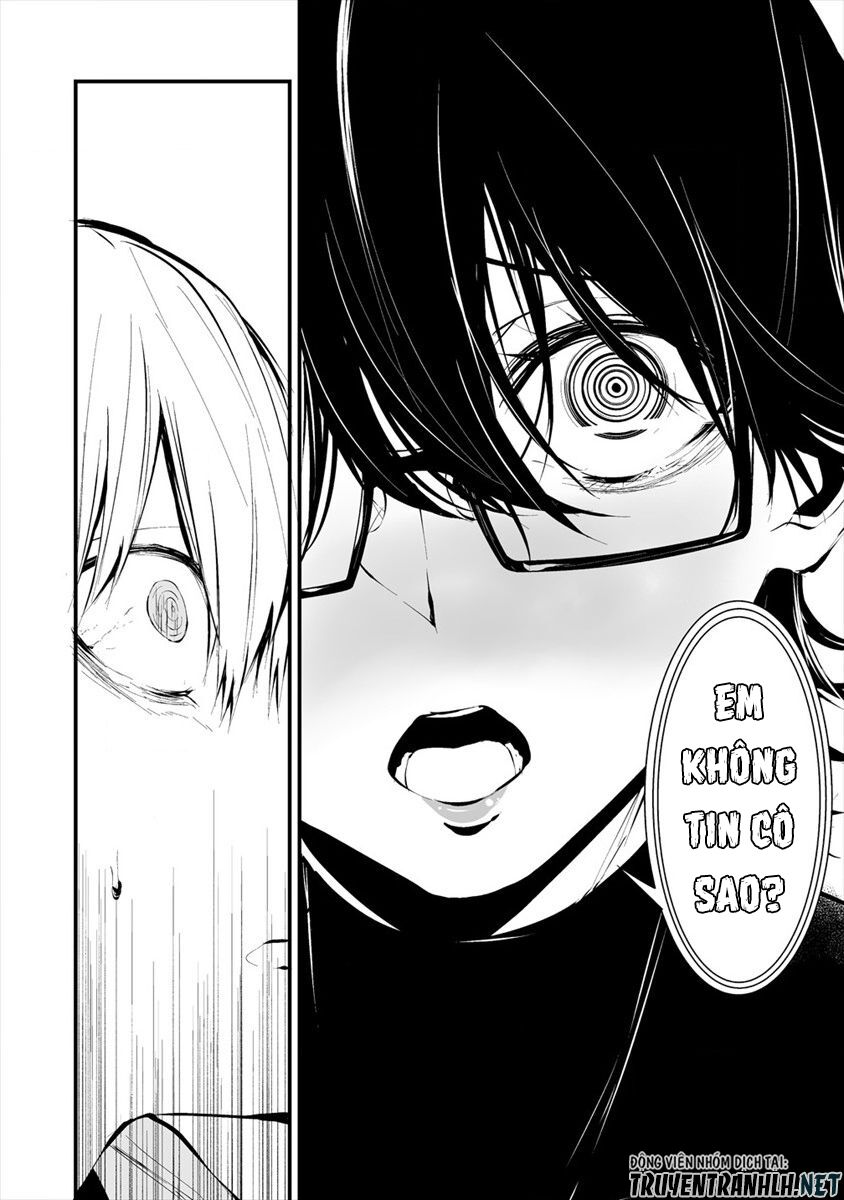 EM
KHÔNG
TIN CÔ
SAO?
ĐỘNG VIÊN NHÓM DỊCH TẠI:
TRUYENTRANHLH.NET